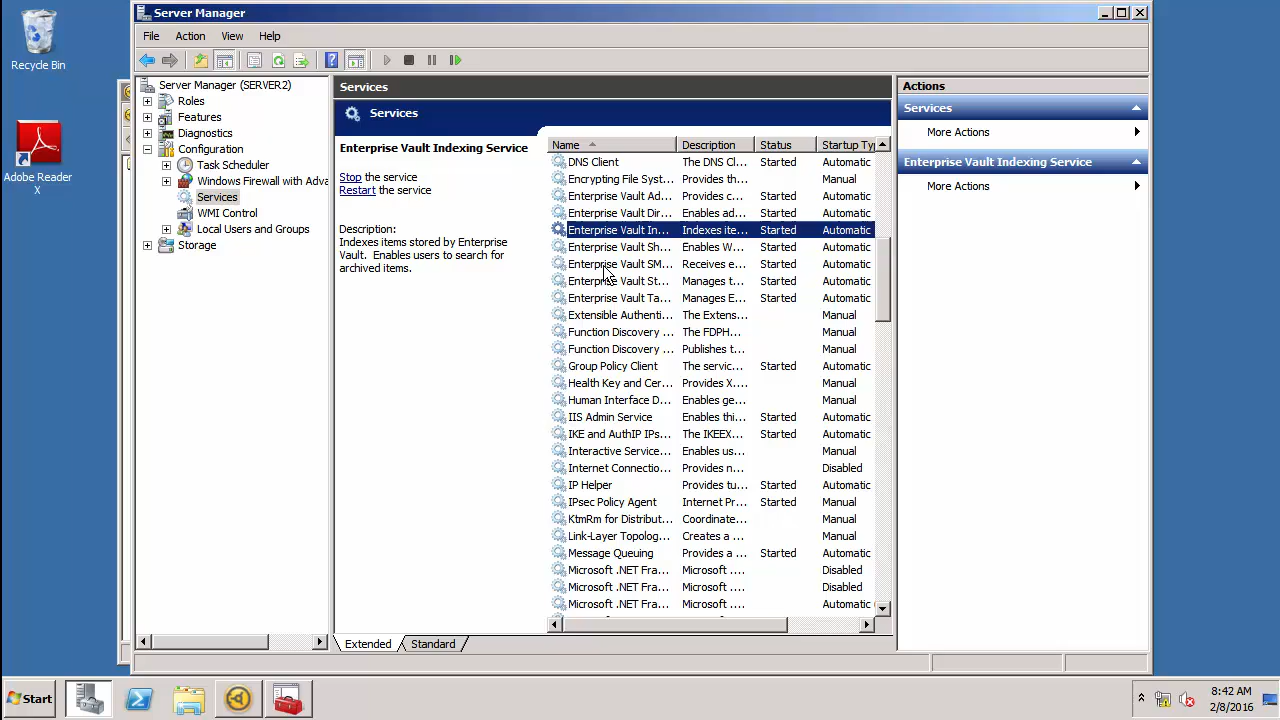 Recycle Bin
Adobe Reader
X
Server Manager
File Action View Help
Server Manager (SERVER2)
Roles
Features
Diagnostics
Configuration
Task Scheduler
Windows Firewall with Adva
Services
WMI Control
Local Users and Groups
Storage
Services
Services
Enterprise Vault Indexing Service
Stop the service
Restart the service
Description:
Indexes items stored by Enterprise
Vault. Enables users to search for
archived items.
Name Description Status Startup Ty
DNS Client The DNS Cl... Started Automatic
Encrypting File Syst... Provides th... Manual
Enterprise Vault Ad... Provides c... Started Automatic
Enterprise Vault Dir... Enables ad... Started Automatic
Enterprise Vault In... Indexes ite... Started Automatic
Enterprise Vault Sh... Enables W... Started Automatic
Enterprise Vault SM... Receives e... Started Automatic
Enterprise Vault St... Manages t... Started Automatic
Enterprise Vault Ta... Manages E... Started Automatic
Extensible Authenti... The Extens... Manual
Function Discovery ... The FDPH... Manual
Function Discovery ... Publishes t... Manual
Group Policy Client The servic... Started Automatic
Health Key and Cer... Provides X.... Manual
Human Interface D... Enables ge... Manual
IIS Admin Service Enables thi... Started Automatic
IKE and AuthIP IPs... The IKEEX... Started Automatic
Interactive Service... Enables us... Manual
Internet Connectio... Provides n... Disabled
IP Helper Provides tu... Started Automatic
IPsec Policy Agent Internet Pr... Started Manual
KtmRm for Distribut... Coordinate... Manual
Link-Layer Topolog... Creates a ... Manual
Message Queuing Provides a ... Started Automatic
Microsoft .NET Fra... Microsoft .... Disabled
Microsoft .NET Fra... Microsoft .... Disabled
Microsoft .NET Fra... Microsoft .... Automatic (
Extended Standard
Actions
Services
More Actions
Enterprise Vault Indexing Service
More Actions
Start
8:42 AM
2/8/2016